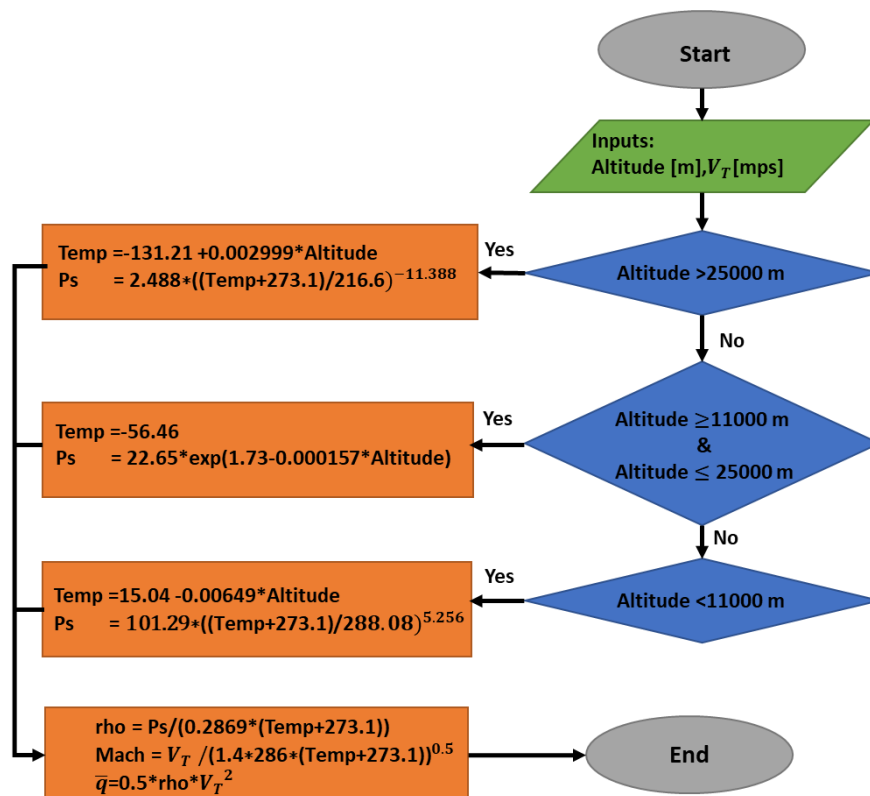 Start
Inputs:
Altitude [m],V_T[mps]
Altitude >25000 m
Yes
Temp =-131.21 +0.002999*Altitude
Ps = 2.488*((Temp+273.1)/216.6)^−11.388
No
Altitude ≥11000 m
&
Altitude ≤ 25000 m
Yes
Temp =-56.46
Ps = 22.65*exp(1.73-0.000157*Altitude)
No
Altitude <11000 m
Yes
Temp =15.04 -0.00649*Altitude
Ps = 101.29*((Temp+273.1)/288.08)^5.256
rho = Ps/(0.2869*(Temp+273.1))
Mach = V_T /(1.4*286*(Temp+273.1))^0.5
q̅=0.5*rho*V_T^2
End